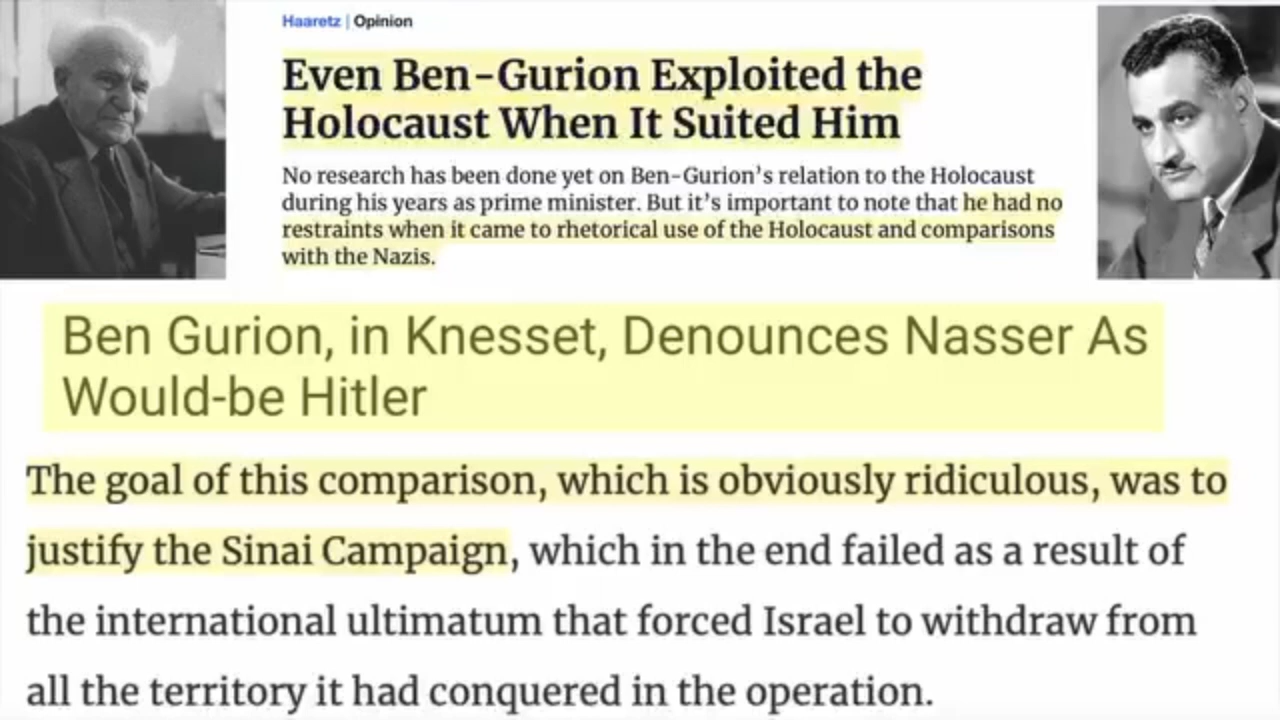 Haaretz | Opinion
Even Ben-Gurion Exploited the
Holocaust When It Suited Him
No research has been done yet on Ben-Gurion's relation to the Holocaust
during his years as prime minister. But it's important to note that he had no
restraints when it came to rhetorical use of the Holocaust and comparisons
with the Nazis.
Ben Gurion, in Knesset, Denounces Nasser As
Would-be Hitler
The goal of this comparison, which is obviously ridiculous, was to
justify the Sinai Campaign, which in the end failed as a result of
the international ultimatum that forced Israel to withdraw from
all the territory it had conquered in the operation.